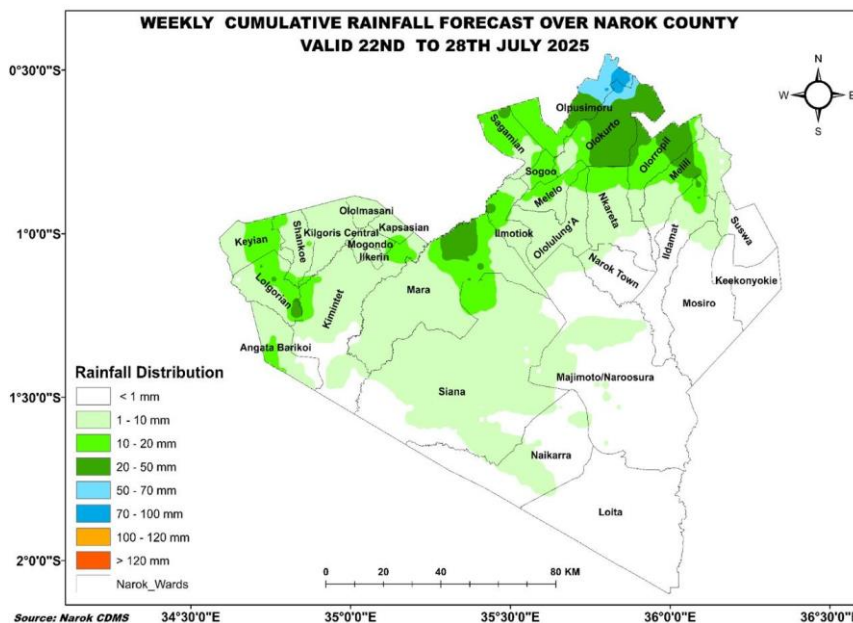 WEEKLY CUMULATIVE RAINFALL FORECAST OVER NAROK COUNTY
VALID 22ND TO 28TH JULY 2025
0°30'0"S
1°0'0"S
1°30'0"S
2°0'0"S
N
W
E
S
Olpusimoru
Sagamian
Olokurto
Sogoo
Olorropil
Melili
Melelo
Nkareta
Ololmasani
Keyian
Shankoe
Kilgoris Central
Kapsasian
Mogondo
Ilkerin
Ilmotiok
Ololulung'A
Suswa
Ildamat
Narok Town
Keekonyokie
Lolgorian
Kimintet
Mara
Mosiro
Angata Barikoi
Siana
Majimoto/Naroosura
Naikarra
Loita
Rainfall Distribution
< 1 mm
1 - 10 mm
10 - 20 mm
20 - 50 mm
50 - 70 mm
70 - 100 mm
100 - 120 mm
> 120 mm
Narok_Wards
0 20 40 80 KM
Source: Narok CDMS
34°30'0"E 35°0'0"E 35°30'0"E 36°0'0"E 36°30'0"E